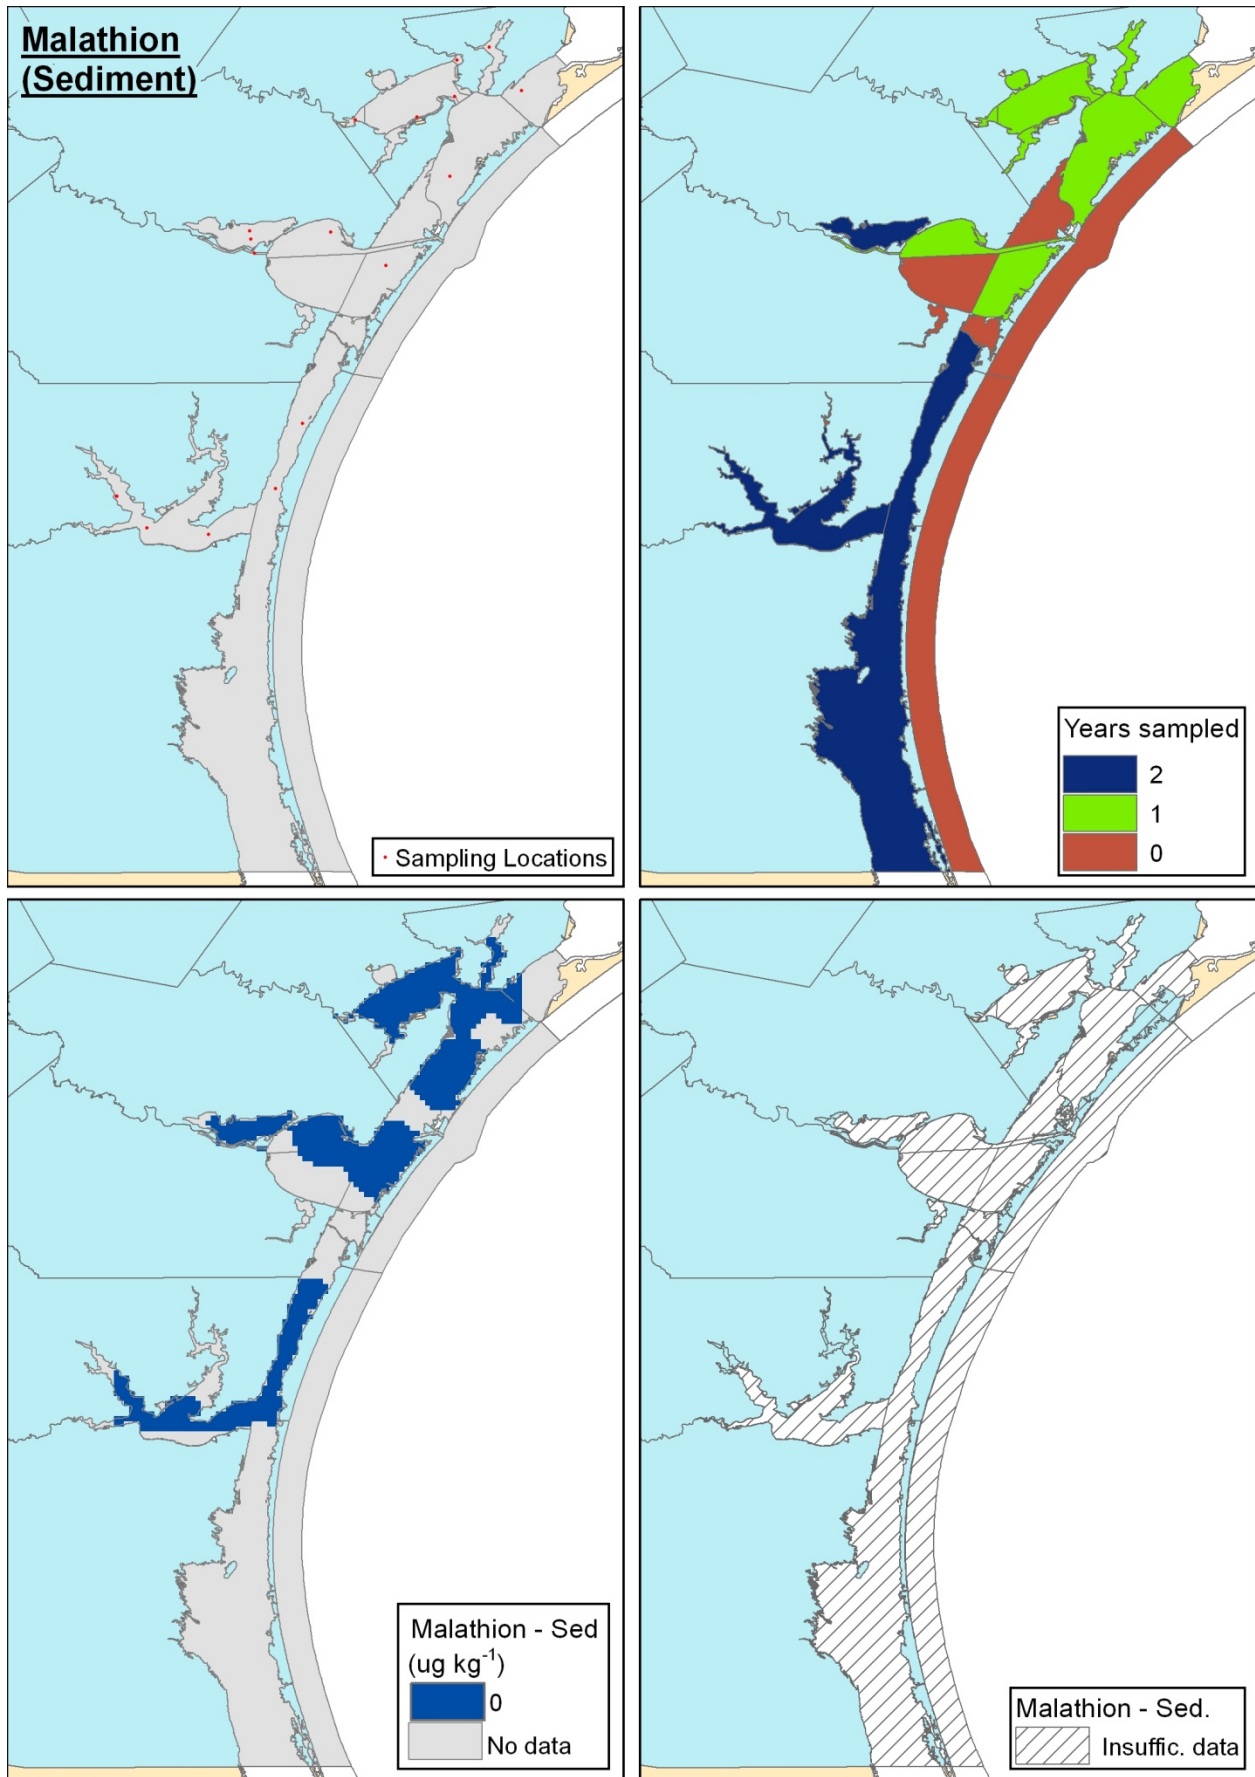 Malathion
(Sediment)
Sampling Locations
Years sampled
2
1
0
Malathion - Sed
(ug kg⁻¹)
0
No data
Malathion - Sed.
Insuffic. data